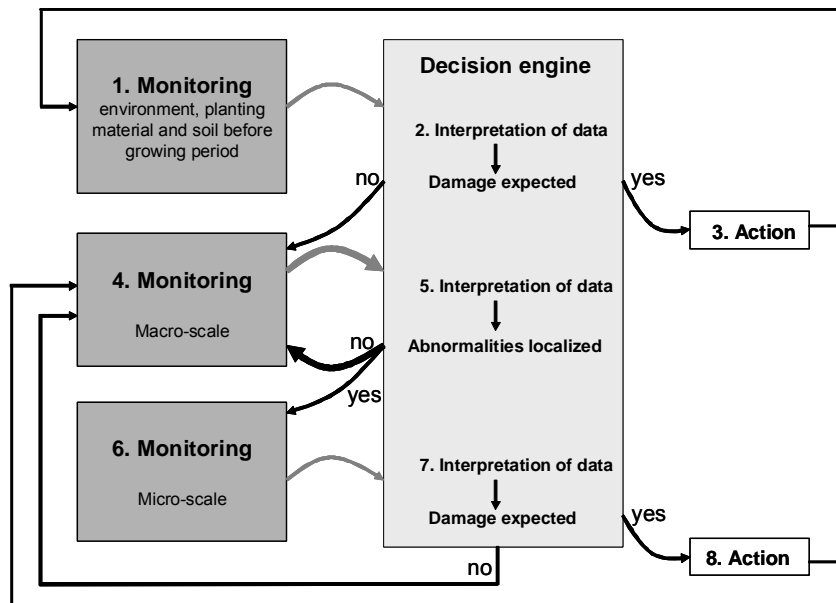 1. Monitoring
environment, planting
material and soil before
growing period
Decision engine
2. Interpretation of data
Damage expected
no
yes
3. Action
4. Monitoring
Macro-scale
5. Interpretation of data
Abnormalities localized
no
yes
6. Monitoring
Micro-scale
7. Interpretation of data
Damage expected
yes
8. Action
no